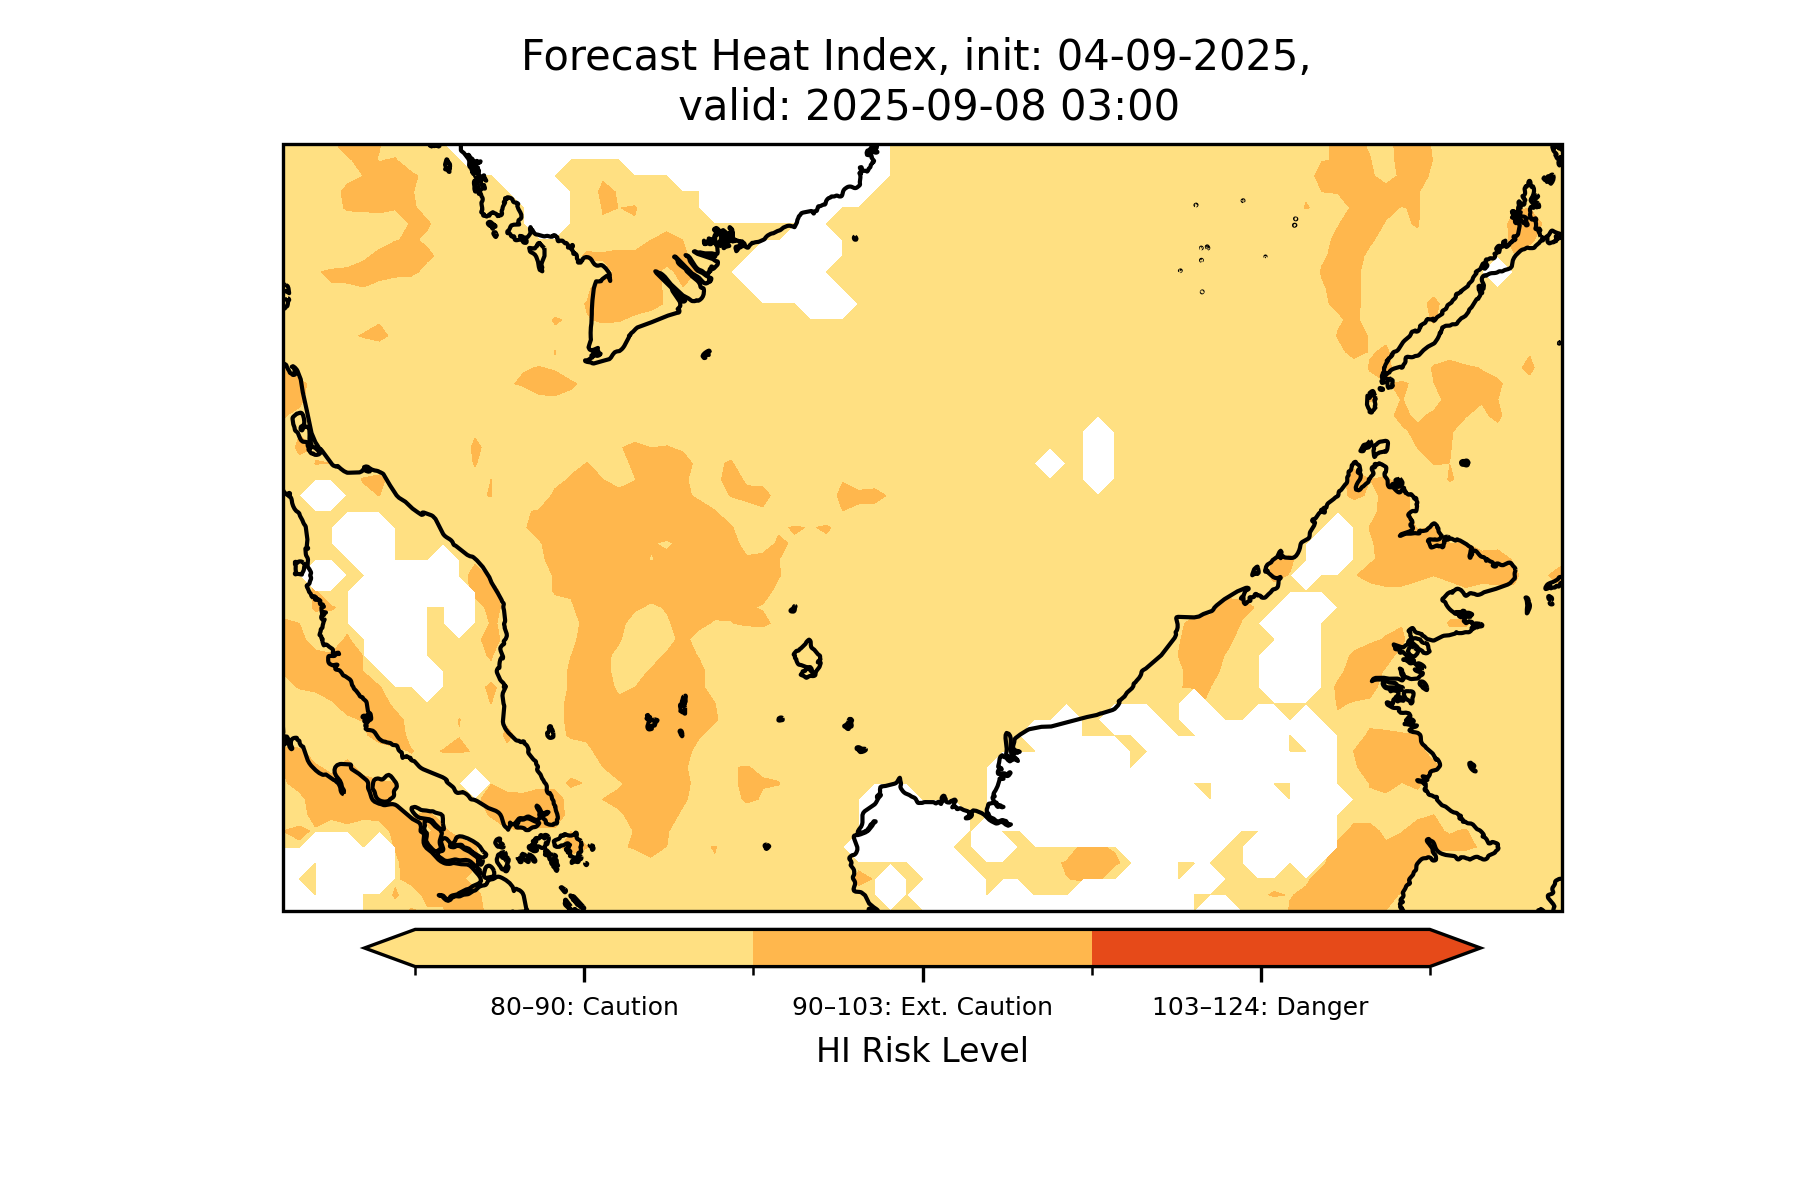 Forecast Heat Index, init: 04-09-2025,
valid: 2025-09-08 03:00
80–90: Caution
90–103: Ext. Caution
103–124: Danger
HI Risk Level